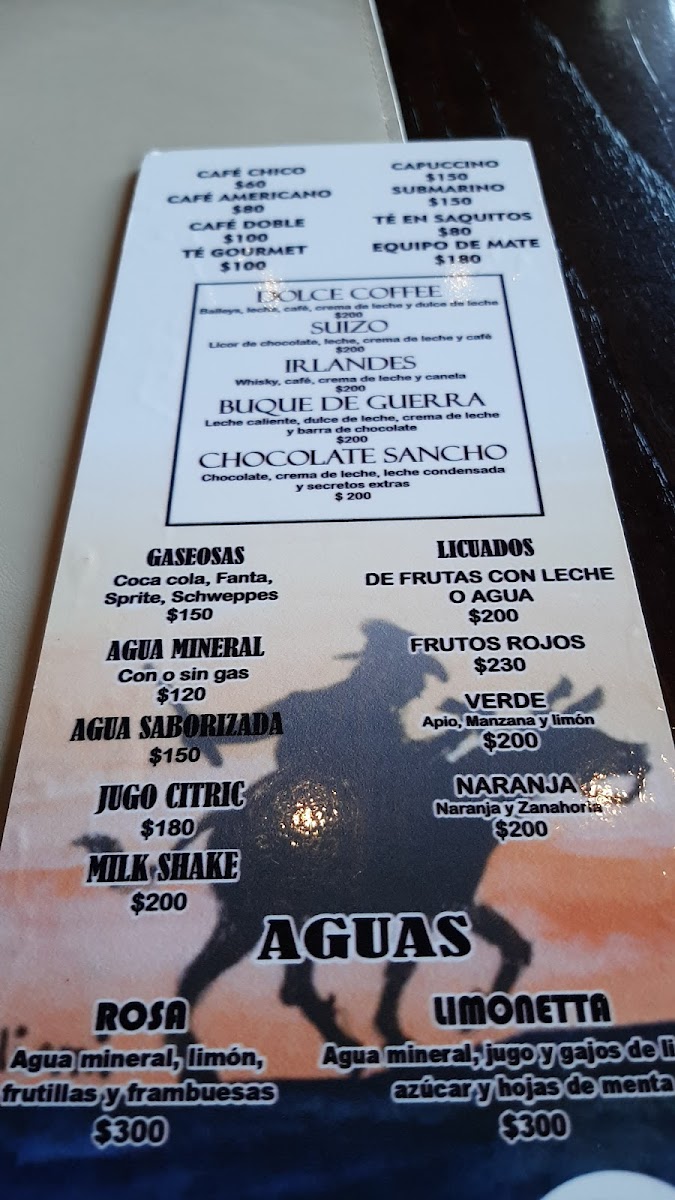 CAFÉ CHICO
$60
CAFÉ AMERICANO
$80
CAFÉ DOBLE
$100
TÉ GOURMET
$100
CAPUCCINO
$150
SUBMARINO
$150
TÉ EN SAQUITOS
$80
EQUIPO DE MATE
$180
DOLCE COFFEE
Baileys, leche, café, crema de leche y dulce de leche
$200
SUIZO
Licor de chocolate, leche, crema de leche y café
$200
IRLANDES
Whisky, café, crema de leche y canela
$200
BUQUE DE GUERRA
Leche caliente, dulce de leche, crema de leche
y barra de chocolate
$200
CHOCOLATE SANCHO
Chocolate, crema de leche, leche condensada
y secretos extras
$ 200
GASEOSAS
Coca cola, Fanta,
Sprite, Schweppes
$150
AGUA MINERAL
Con o sin gas
$120
AGUA SABORIZADA
$150
JUGO CITRIC
$180
MILK SHAKE
$200
LICUADOS
DE FRUTAS CON LECHE
O AGUA
$200
FRUTOS ROJOS
$230
VERDE
Apio, Manzana y limón
$200
NARANJA
Naranja y Zanahoria
$200
AGUAS
ROSA
Agua mineral, limón,
frutillas y frambuesas
$300
LIMONETTA
Agua mineral, jugo y gajos de li
azúcar y hojas de menta
$300